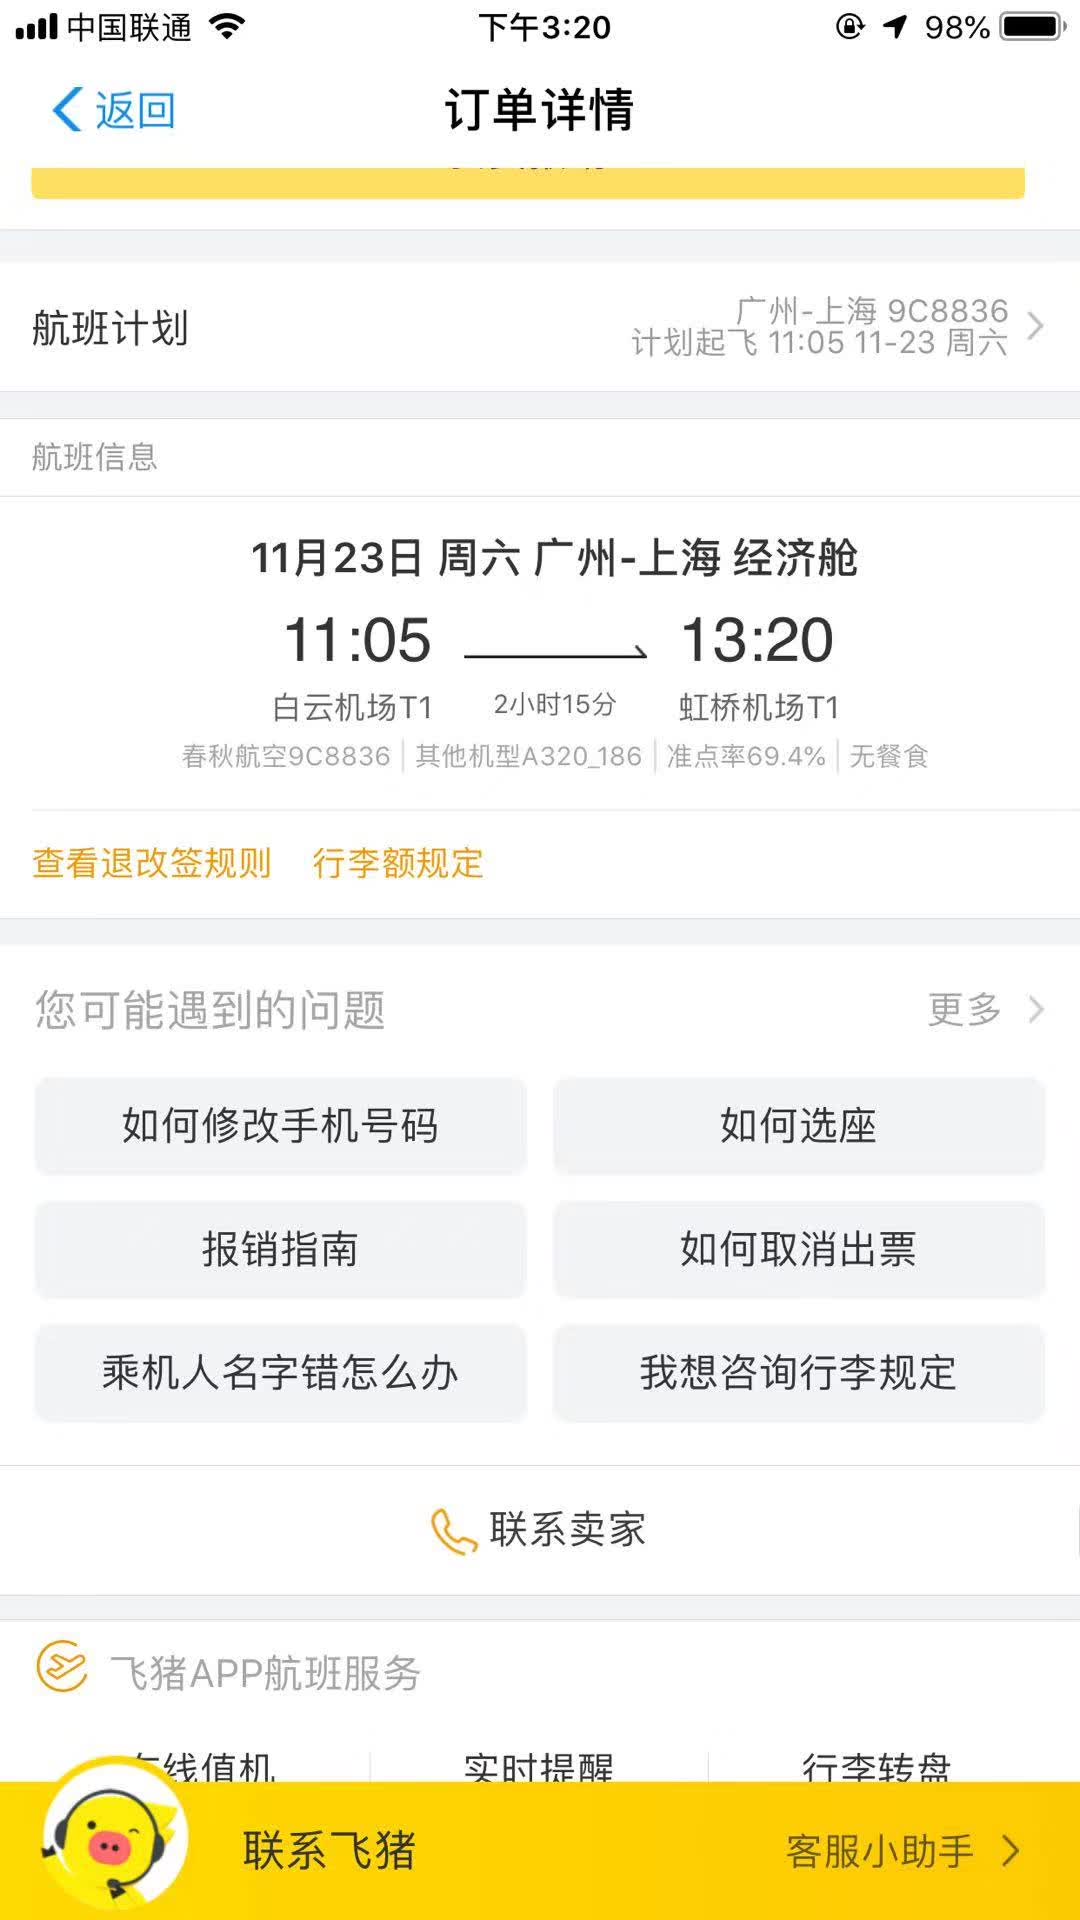 中国联通
下午3:20
98%
返回
订单详情
航班计划
广州-上海 9C8836
计划起飞 11:05 11-23 周六
航班信息
11月23日 周六 广州-上海 经济舱
11:05
13:20
白云机场T1
2小时15分
虹桥机场T1
春秋航空9C8836
其他机型A320_186
准点率69.4%
无餐食
查看退改签规则
行李额规定
您可能遇到的问题
更多
如何修改手机号码
如何选座
报销指南
如何取消出票
乘机人名字错怎么办
我想咨询行李规定
联系卖家
飞猪APP航班服务
在线值机
实时提醒
行李转盘
联系飞猪
客服小助手